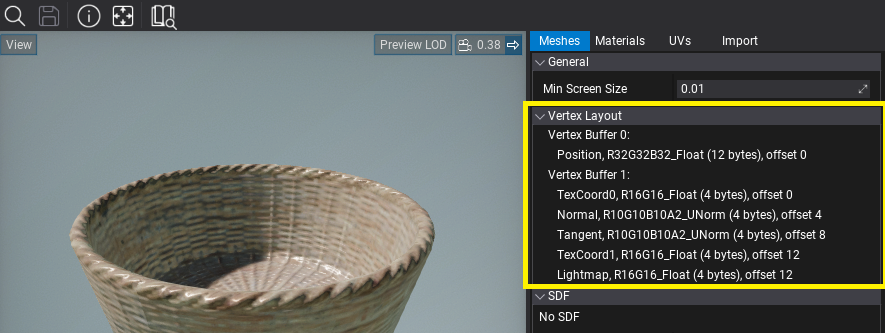 View
Preview LOD
0.38
Meshes Materials UVs Import
General
Min Screen Size 0.01
Vertex Layout
Vertex Buffer 0:
Position, R32G32B32_Float (12 bytes), offset 0
Vertex Buffer 1:
TexCoord0, R16G16_Float (4 bytes), offset 0
Normal, R10G10B10A2_UNorm (4 bytes), offset 4
Tangent, R10G10B10A2_UNorm (4 bytes), offset 8
TexCoord1, R16G16_Float (4 bytes), offset 12
Lightmap, R16G16_Float (4 bytes), offset 12
SDF
No SDF